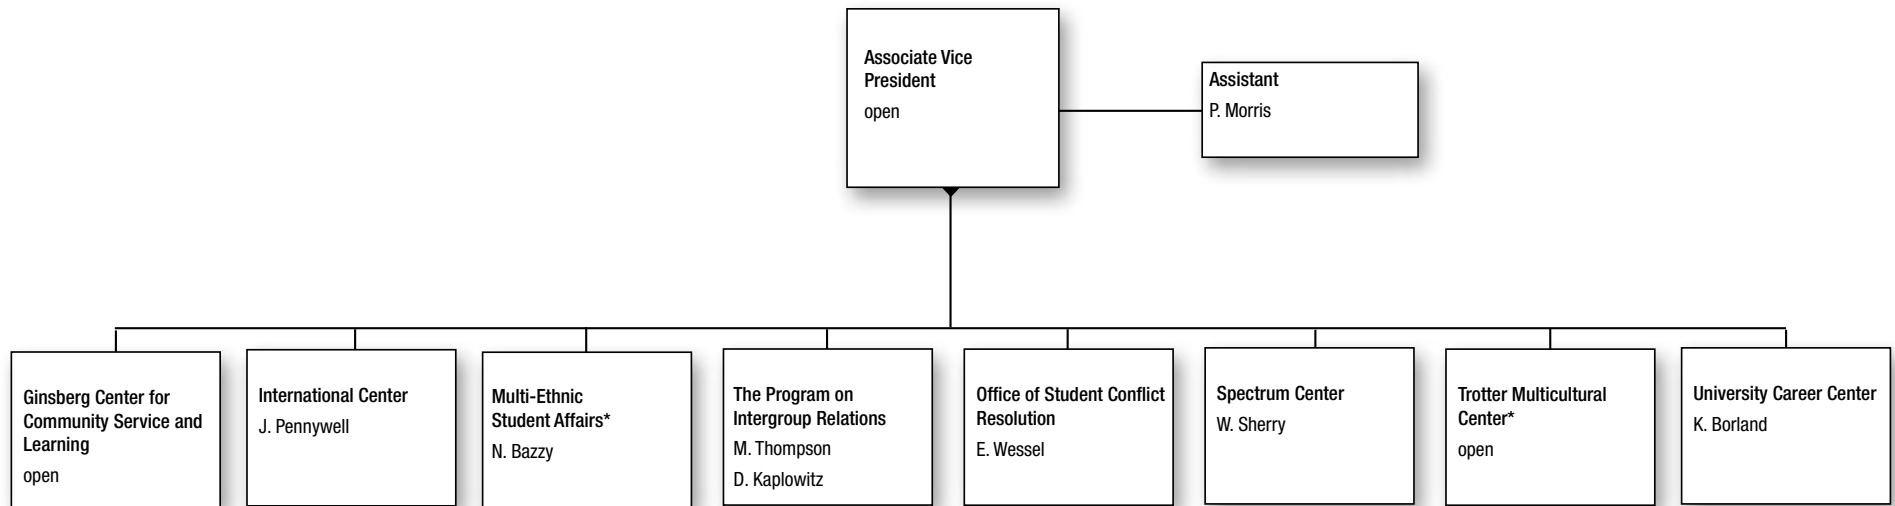 Associate Vice
President
open
Assistant
P. Morris
Ginsberg Center for
Community Service and
Learning
open
International Center
J. Pennywell
Multi-Ethnic
Student Affairs*
N. Bazzy
The Program on
Intergroup Relations
M. Thompson
D. Kaplowitz
Office of Student Conflict
Resolution
E. Wessel
Spectrum Center
W. Sherry
Trotter Multicultural
Center*
open
University Career Center
K. Borland